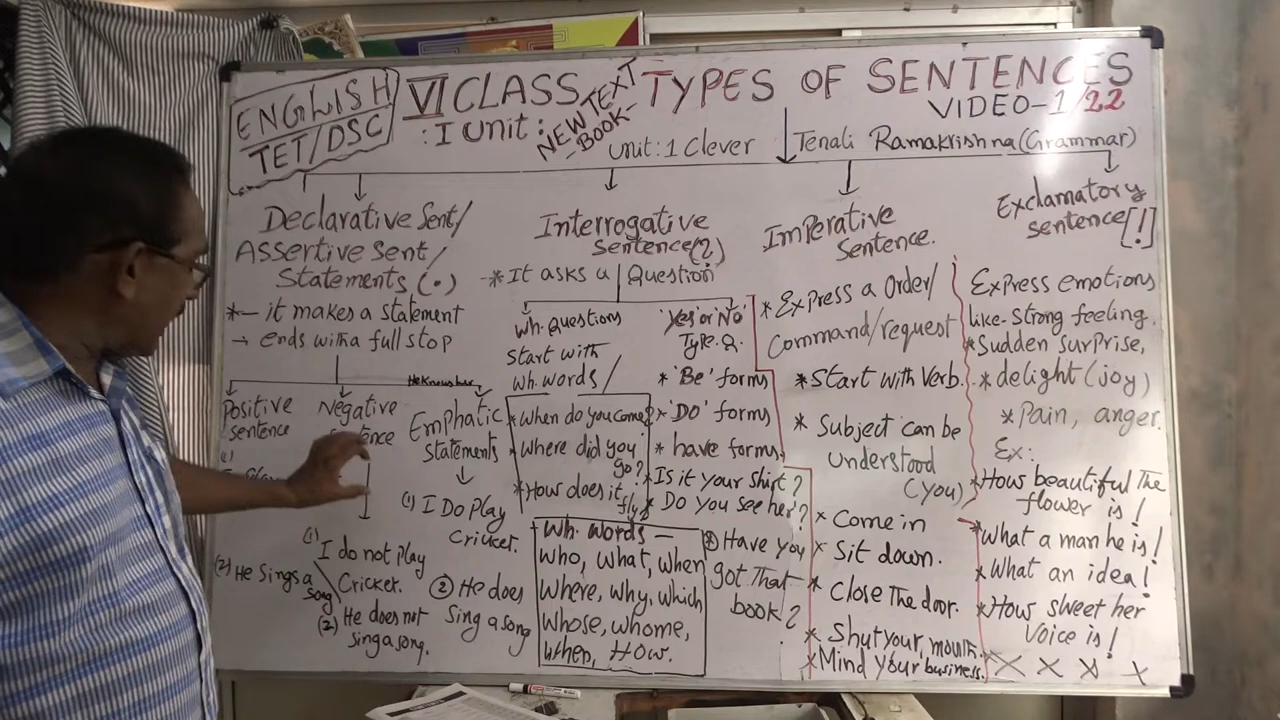 ENGLISH
TET/DSC
VI CLASS
TYPES OF SENTENCES
: I UNIT :
NEW TEXT
- BOOK -
VIDEO-1/22
Unit: 1 Clever Tenali Ramakrishna (Grammar)
Declarative Sent/
Assertive Sent/
Statements (.)
*— it makes a statement
→ ends with a full stop
He knows her
Positive
sentence
(1)
I Play
(2) He Sings a
song
Negative
(1) I do not play
Cricket.
(2) He does not
sing a song.
Emphatic
statements
(1) I DO play
Cricket.
(2) He does
Sing a song
Interrogative
Sentence (?)
* It asks a Question
Wh. Questions
Start with
wh. words/
* When do you come?
Where did you
go?
* How does it fly?
Wh. words —
Who, what, when
Where, why, which
Whose, whome,
When, How.
'Yes' or 'No'
Type. Q.
* 'Be' forms
* 'DO' forms
* have forms.
* Is it your Shirt?
* Do you see her?
* Have you
got That
book?
Imperative
Sentence.
* Express a Order/
Command/request
* Start with Verb.
* Subject can be
understood
(You)
* Come in
* Sit down.
* Close The door.
* Shut your, mouth.
* Mind your business.
Exclamatory
sentence [!]
Express emotions
like-Strong feeling.
* Sudden surprise,
* delight (joy)
* Pain, anger.
Ex:
* How beautiful The
flower is!
* What a man he is!
* What an idea!
* How sweet her
Voice is!
X X X X